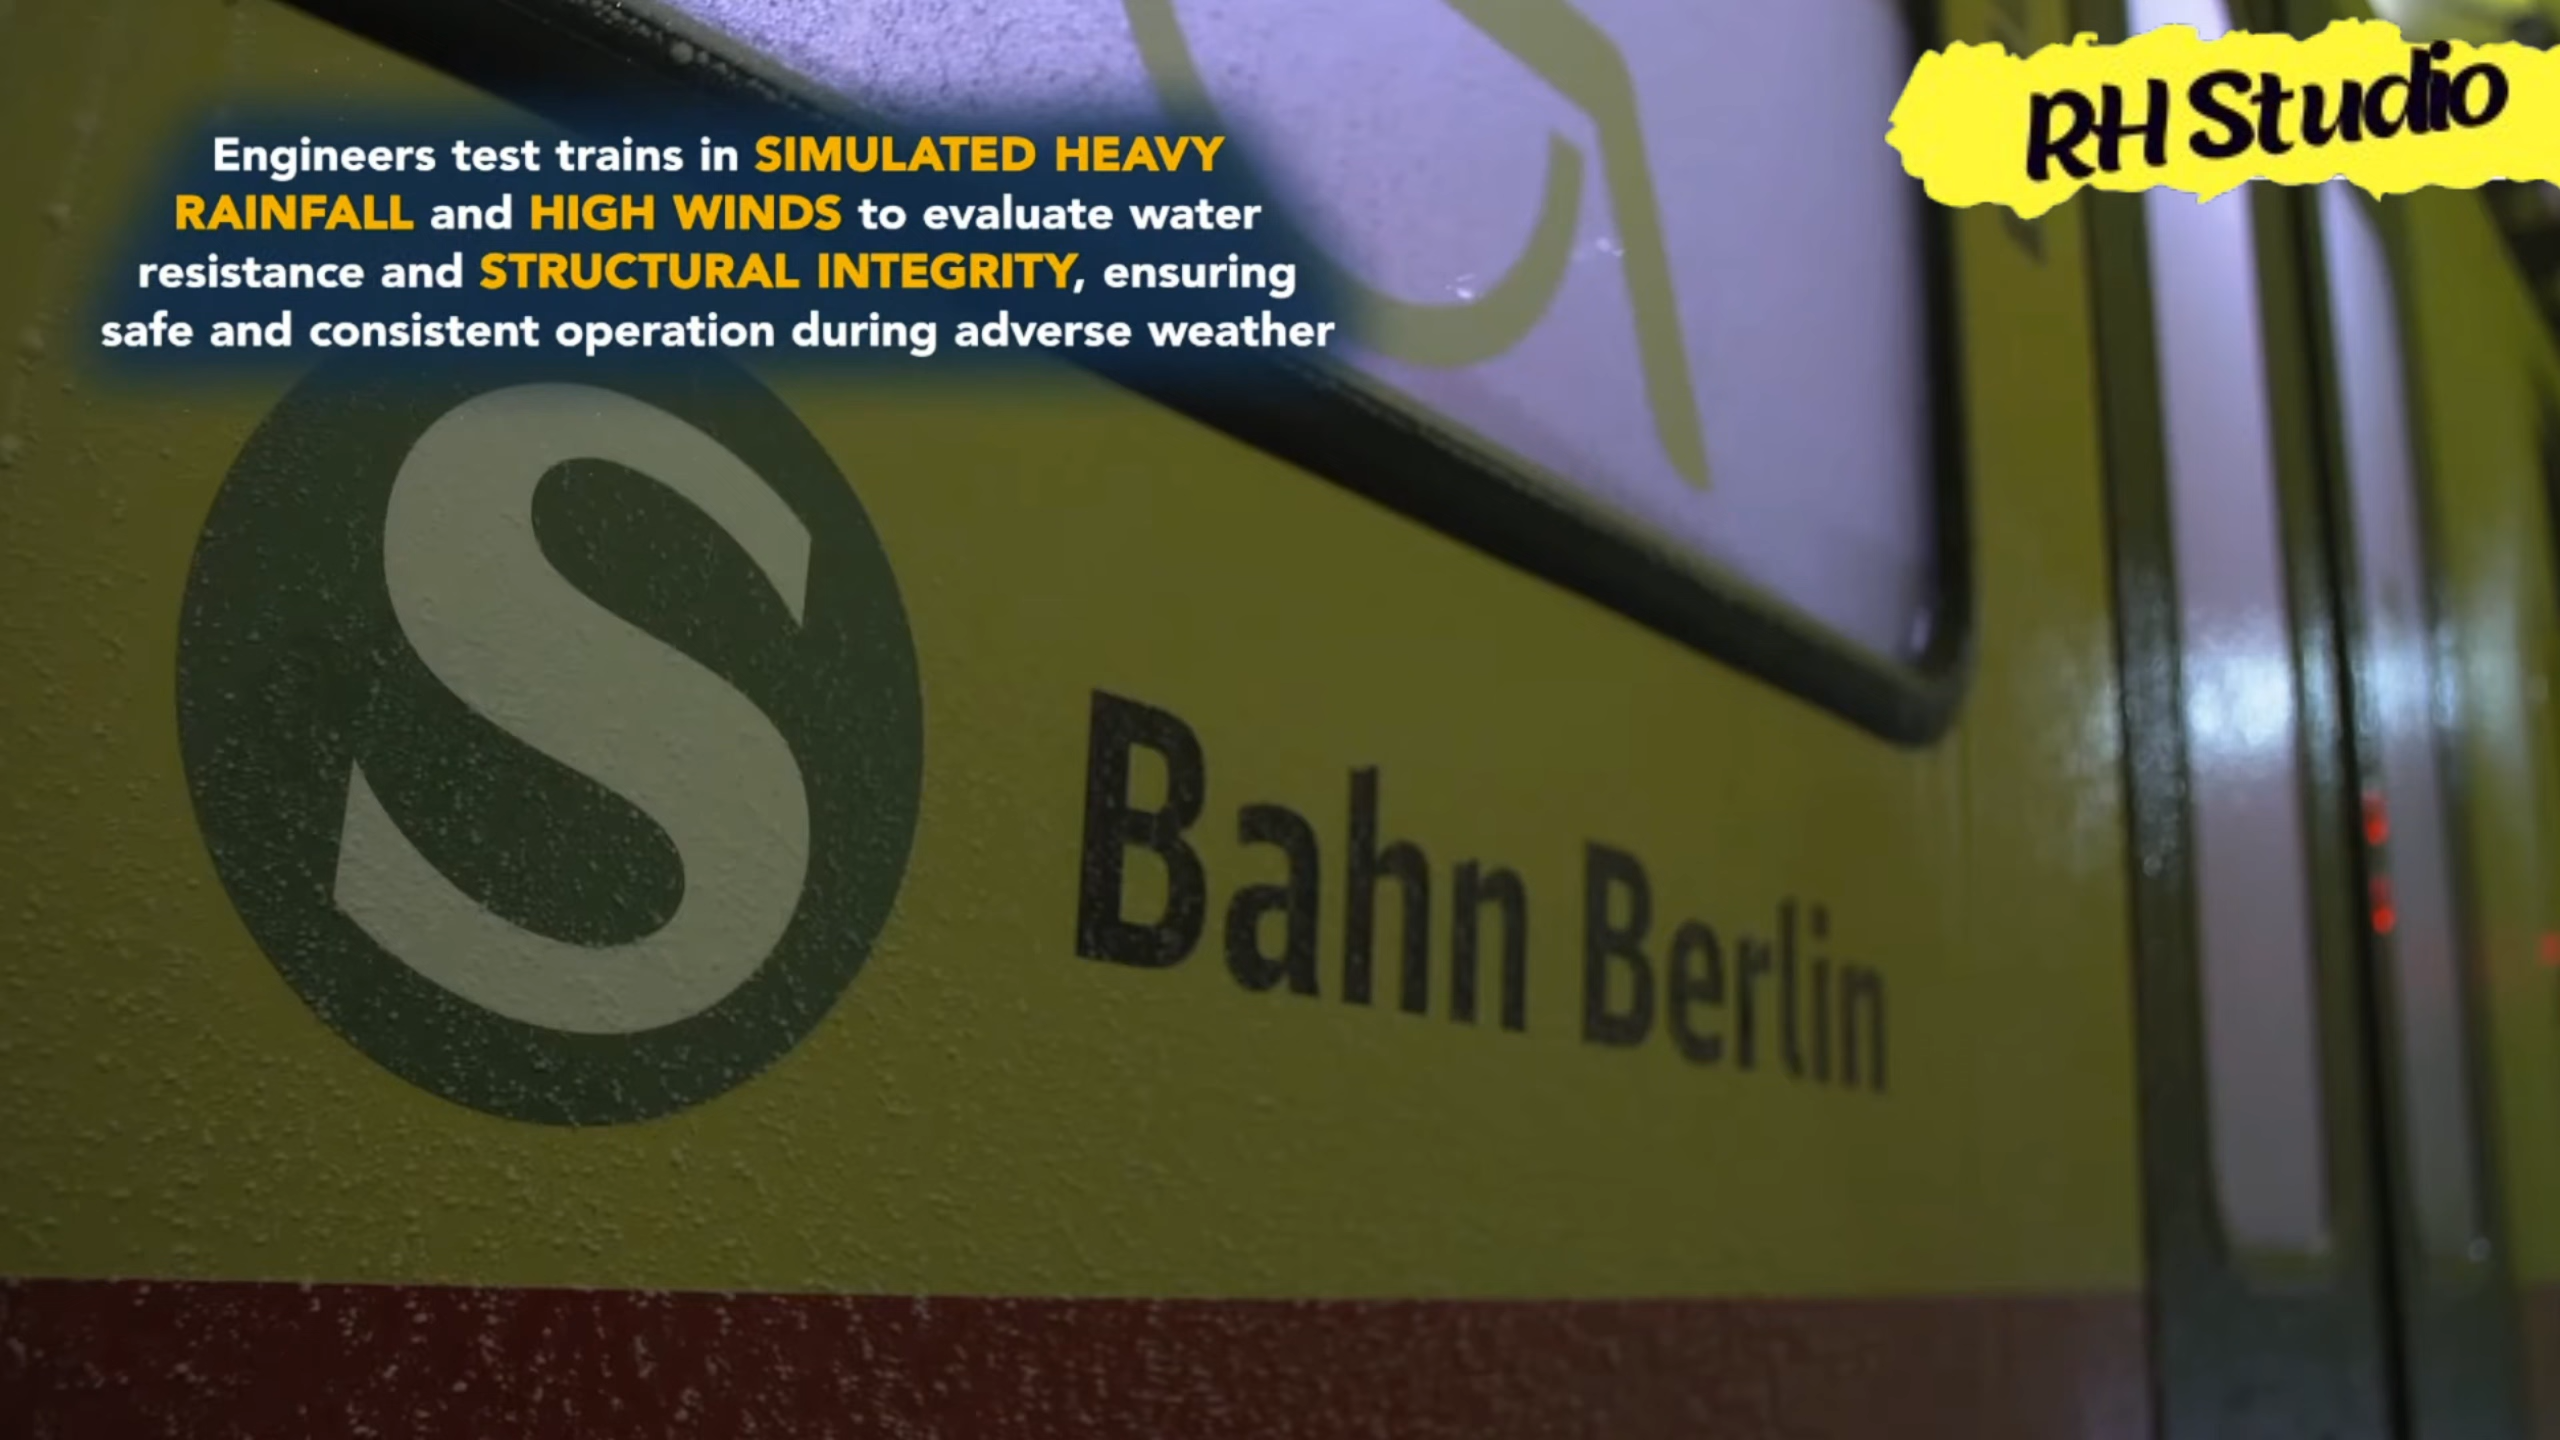 Engineers test trains in SIMULATED HEAVY
RAINFALL and HIGH WINDS to evaluate water
resistance and STRUCTURAL INTEGRITY, ensuring
safe and consistent operation during adverse weather
RH Studio
S
Bahn Berlin